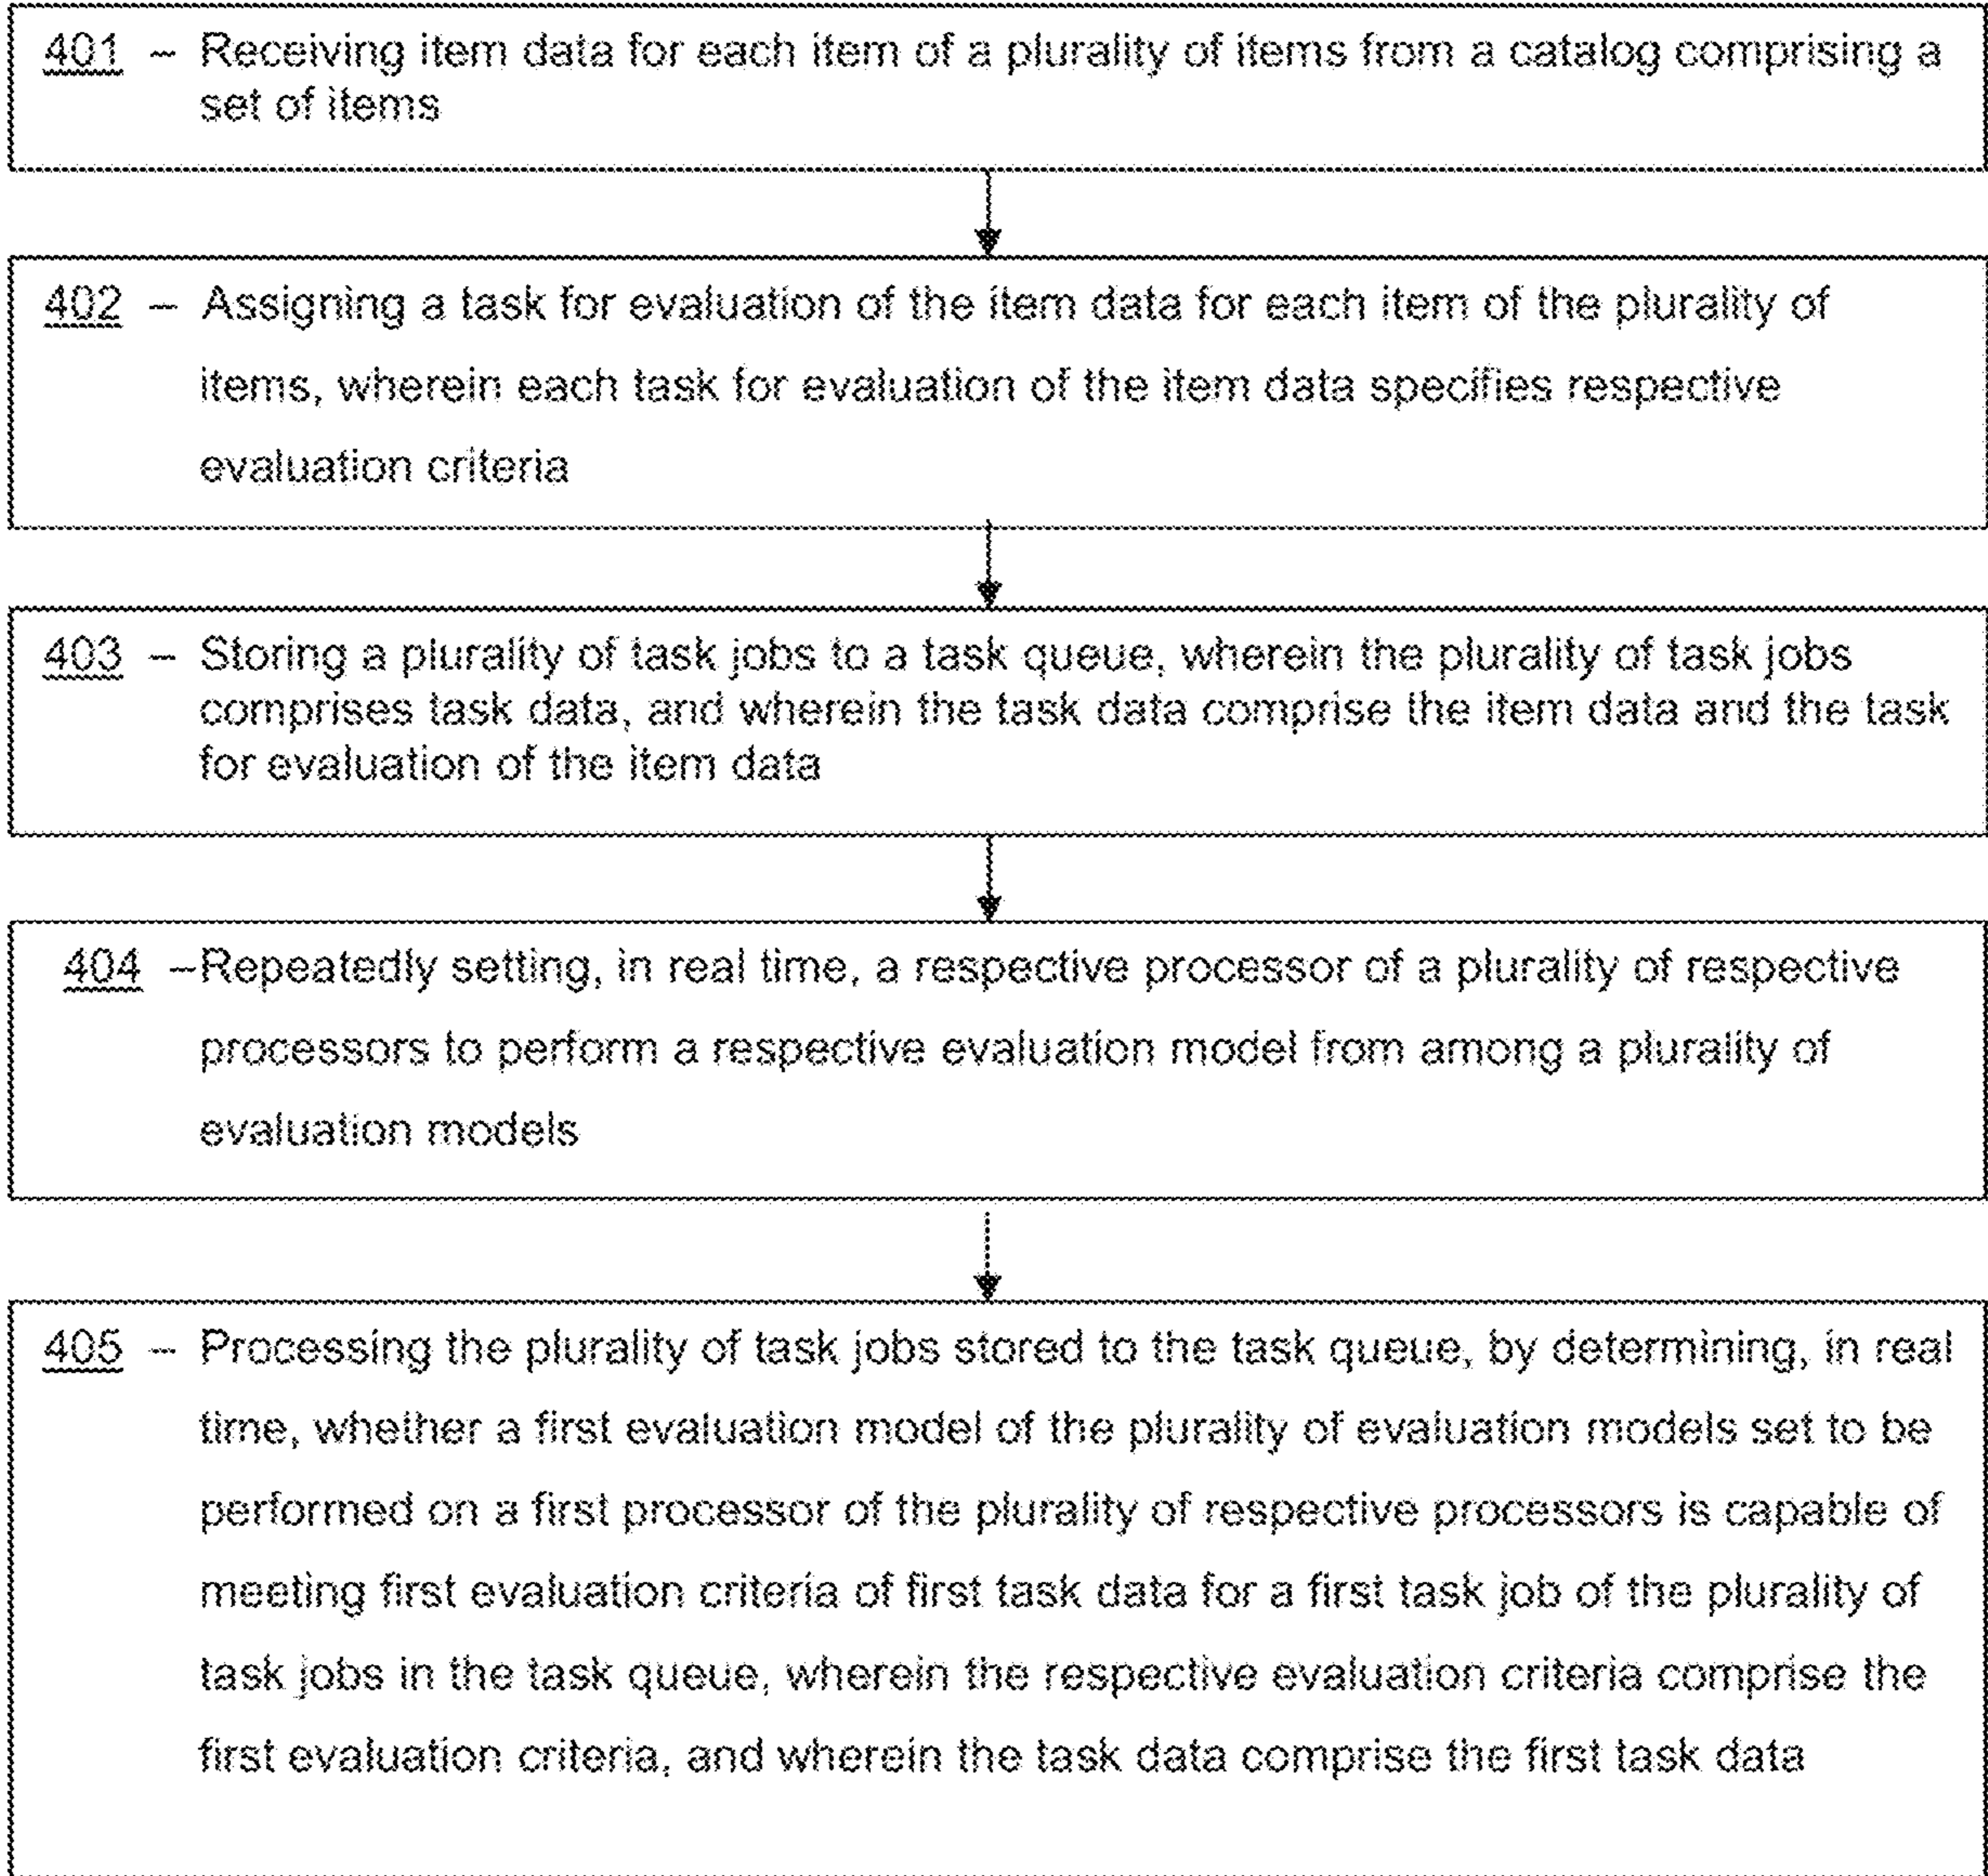 401 – Receiving item data for each item of a plurality of items from a catalog comprising a
set of items
402 – Assigning a task for evaluation of the item data for each item of the plurality of
items, wherein each task for evaluation of the item data specifies respective
evaluation criteria
403 – Storing a plurality of task jobs to a task queue, wherein the plurality of task jobs
comprises task data, and wherein the task data comprise the item data and the task
for evaluation of the item data
404 –Repeatedly setting, in real time, a respective processor of a plurality of respective
processors to perform a respective evaluation model from among a plurality of
evaluation models
405 – Processing the plurality of task jobs stored to the task queue, by determining, in real
time, whether a first evaluation model of the plurality of evaluation models set to be
performed on a first processor of the plurality of respective processors is capable of
meeting first evaluation criteria of first task data for a first task job of the plurality of
task jobs in the task queue, wherein the respective evaluation criteria comprise the
first evaluation criteria, and wherein the task data comprise the first task data